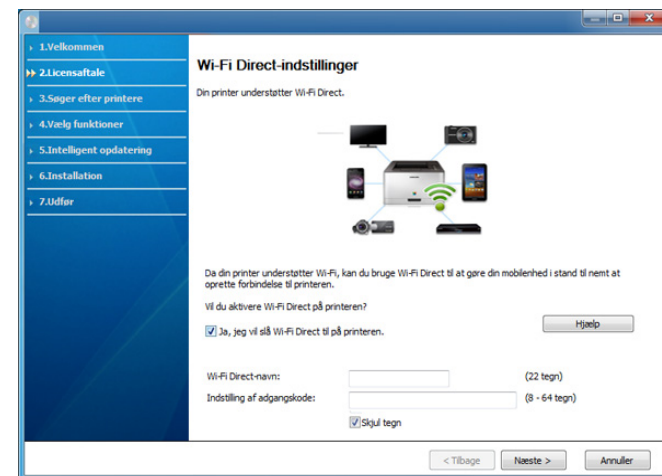 1.Velkommen
2.Licensaftale
3.Søger efter printere
4.Vælg funktioner
5.Intelligent opdatering
6.Installation
7.Udfør
Wi-Fi Direct-indstillinger
Din printer understøtter Wi-Fi Direct.
Da din printer understøtter Wi-Fi, kan du bruge Wi-Fi Direct til at gøre din mobilenhed i stand til nemt at
oprette forbindelse til printeren.
Vil du aktivere Wi-Fi Direct på printeren?
Ja, jeg vil slå Wi-Fi Direct til på printeren.
Hjælp
Wi-Fi Direct-navn: (22 tegn)
Indstilling af adgangskode: (8 - 64 tegn)
Skjul tegn
< Tilbage Næste > Annuller